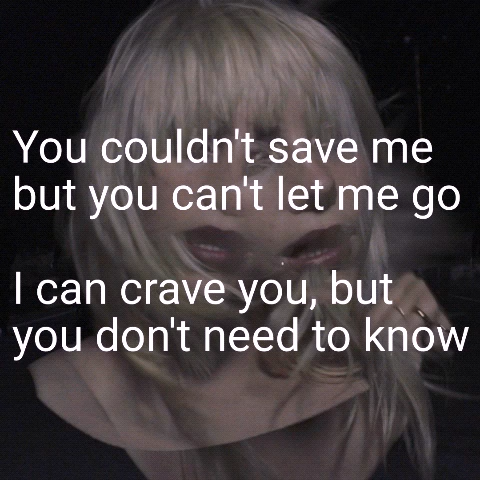 You couldn't save me
but you can't let me go
I can crave you, but
you don't need to know